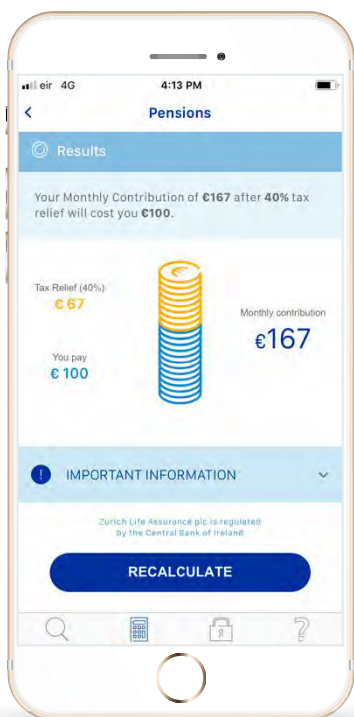 eir 4G 4:13 PM
Pensions
Results
Your Monthly Contribution of €167 after 40% tax
relief will cost you €100.
Tax Relief (40%)
€ 67
Monthly contribution
€167
You pay
€ 100
! IMPORTANT INFORMATION
Zurich Life Assurance plc is regulated
by the Central Bank of Ireland
RECALCULATE